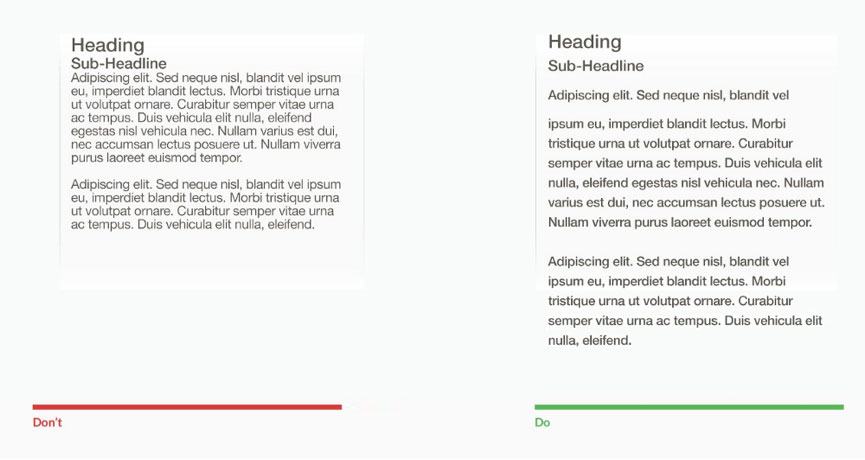 Heading
Sub-Headline
Adipiscing elit. Sed neque nisl, blandit vel ipsum
eu, imperdiet blandit lectus. Morbi tristique urna
ut volutpat ornare. Curabitur semper vitae urna
ac tempus. Duis vehicula elit nulla, eleifend
egestas nisl vehicula nec. Nullam varius est dui,
nec accumsan lectus posuere ut. Nullam viverra
purus laoreet euismod tempor.
Adipiscing elit. Sed neque nisl, blandit vel ipsum
eu, imperdiet blandit lectus. Morbi tristique urna
ut volutpat ornare. Curabitur semper vitae urna
ac tempus. Duis vehicula elit nulla, eleifend.
Don't
Heading
Sub-Headline
Adipiscing elit. Sed neque nisl, blandit vel
ipsum eu, imperdiet blandit lectus. Morbi
tristique urna ut volutpat ornare. Curabitur
semper vitae urna ac tempus. Duis vehicula elit
nulla, eleifend egestas nisl vehicula nec. Nullam
varius est dui, nec accumsan lectus posuere ut.
Nullam viverra purus laoreet euismod tempor.
Adipiscing elit. Sed neque nisl, blandit vel
ipsum eu, imperdiet blandit lectus. Morbi
tristique urna ut volutpat ornare. Curabitur
semper vitae urna ac tempus. Duis vehicula elit
nulla, eleifend.
Do